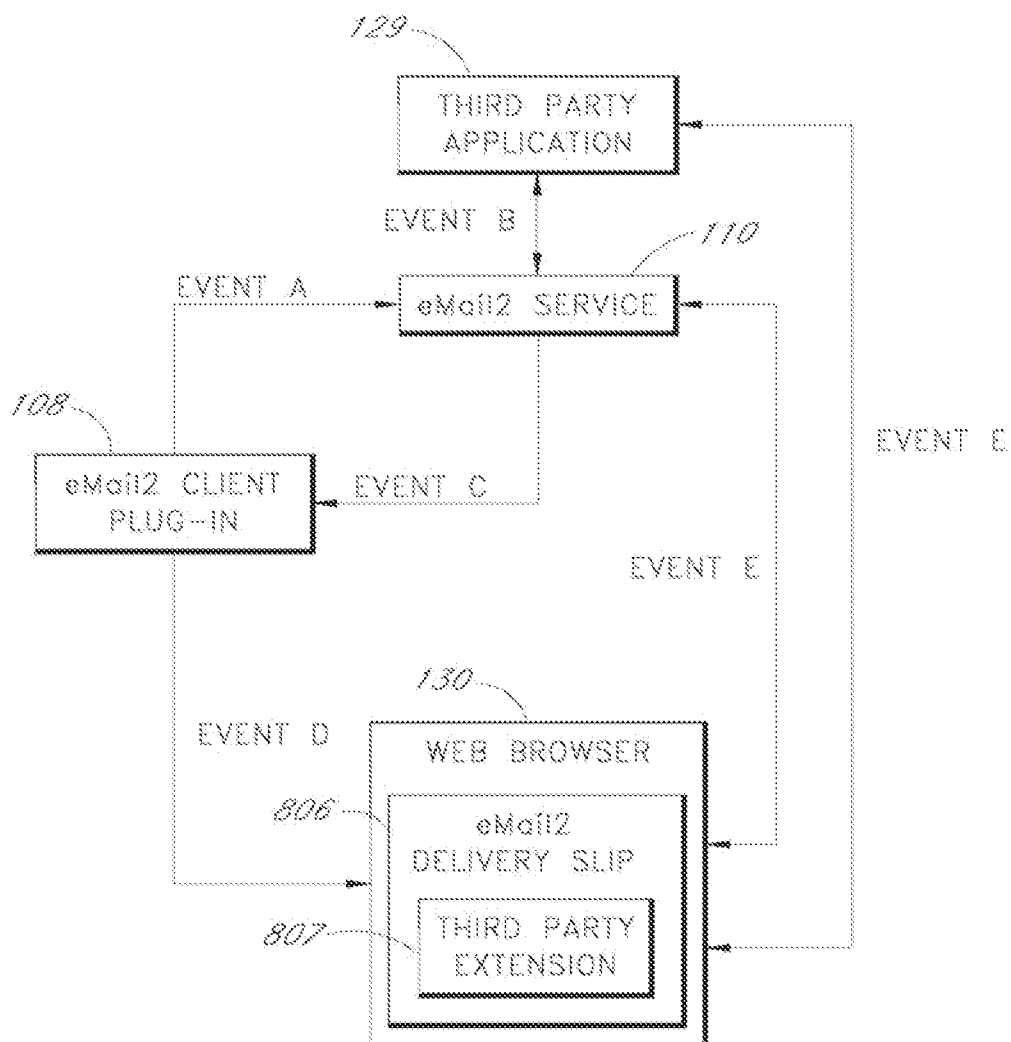 129
THIRD PARTY
APPLICATION
EVENT B
110
EVENT A
eMail2 SERVICE
108
EVENT E
eMail2 CLIENT
PLUG-IN
EVENT C
EVENT E
130
EVENT D
WEB BROWSER
806
eMail2
DELIVERY SLIP
807
THIRD PARTY
EXTENSION